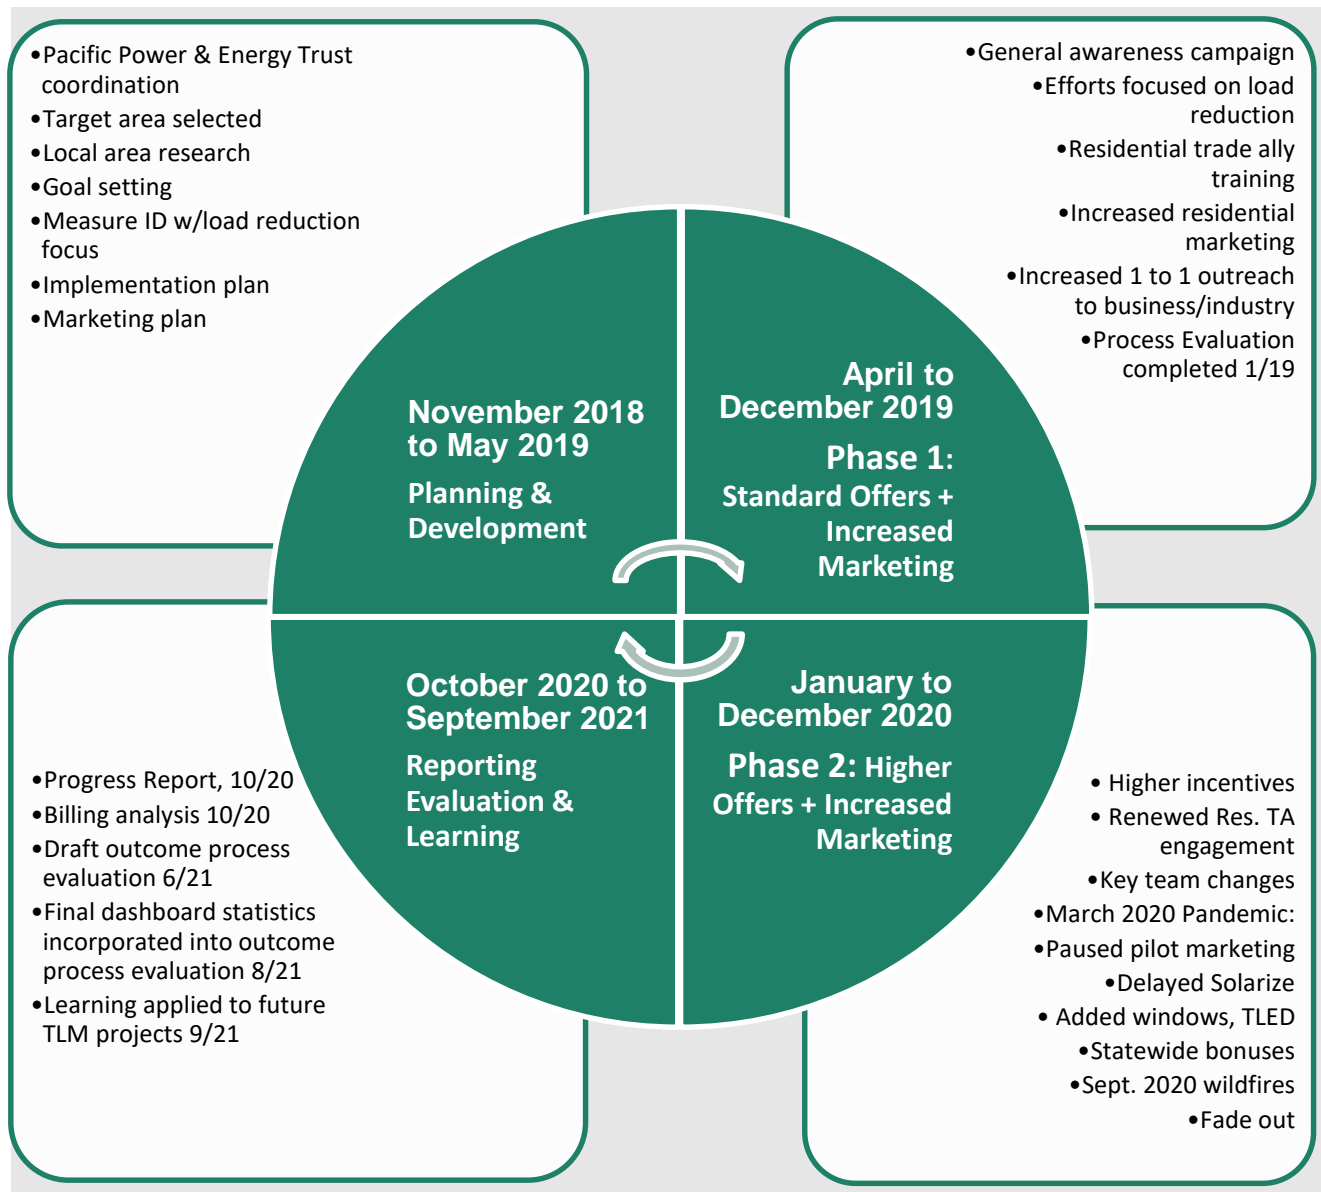 •Pacific Power & Energy Trust
coordination
•Target area selected
•Local area research
•Goal setting
•Measure ID w/load reduction
focus
•Implementation plan
•Marketing plan
November 2018
to May 2019
Planning &
Development
•General awareness campaign
•Efforts focused on load
reduction
•Residential trade ally
training
•Increased residential
marketing
•Increased 1 to 1 outreach
to business/industry
•Process Evaluation
completed 1/19
April to
December 2019
Phase 1:
Standard Offers +
Increased
Marketing
January to
December 2020
Phase 2: Higher
Offers + Increased
Marketing
• Higher incentives
• Renewed Res. TA
engagement
•Key team changes
•March 2020 Pandemic:
•Paused pilot marketing
•Delayed Solarize
• Added windows, TLED
•Statewide bonuses
•Sept. 2020 wildfires
•Fade out
October 2020 to
September 2021
Reporting
Evaluation &
Learning
•Progress Report, 10/20
•Billing analysis 10/20
•Draft outcome process
evaluation 6/21
•Final dashboard statistics
incorporated into outcome
process evaluation 8/21
•Learning applied to future
TLM projects 9/21